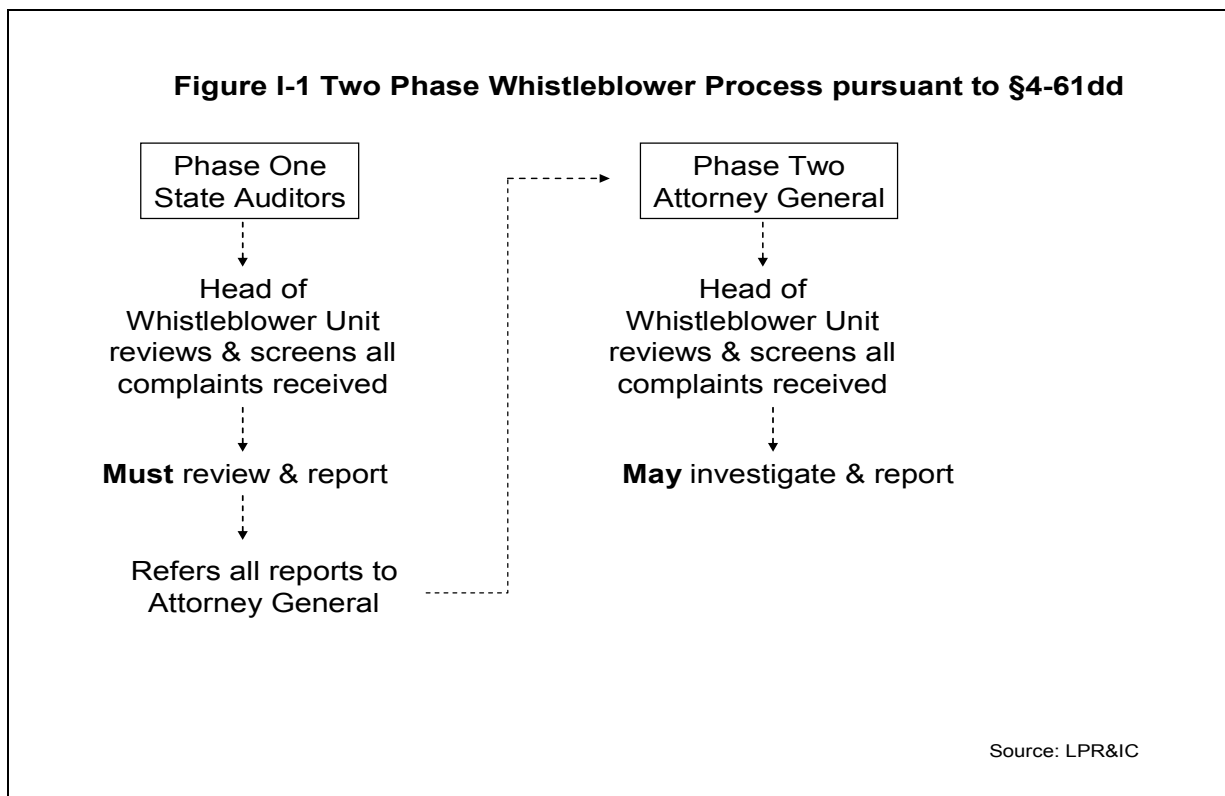 Figure I-1 Two Phase Whistleblower Process pursuant to §4-61dd
Phase One
State Auditors
Head of
Whistleblower Unit
reviews & screens all
complaints received
Must review & report
Refers all reports to
Attorney General
Phase Two
Attorney General
Head of
Whistleblower Unit
reviews & screens all
complaints received
May investigate & report
Source: LPR&IC